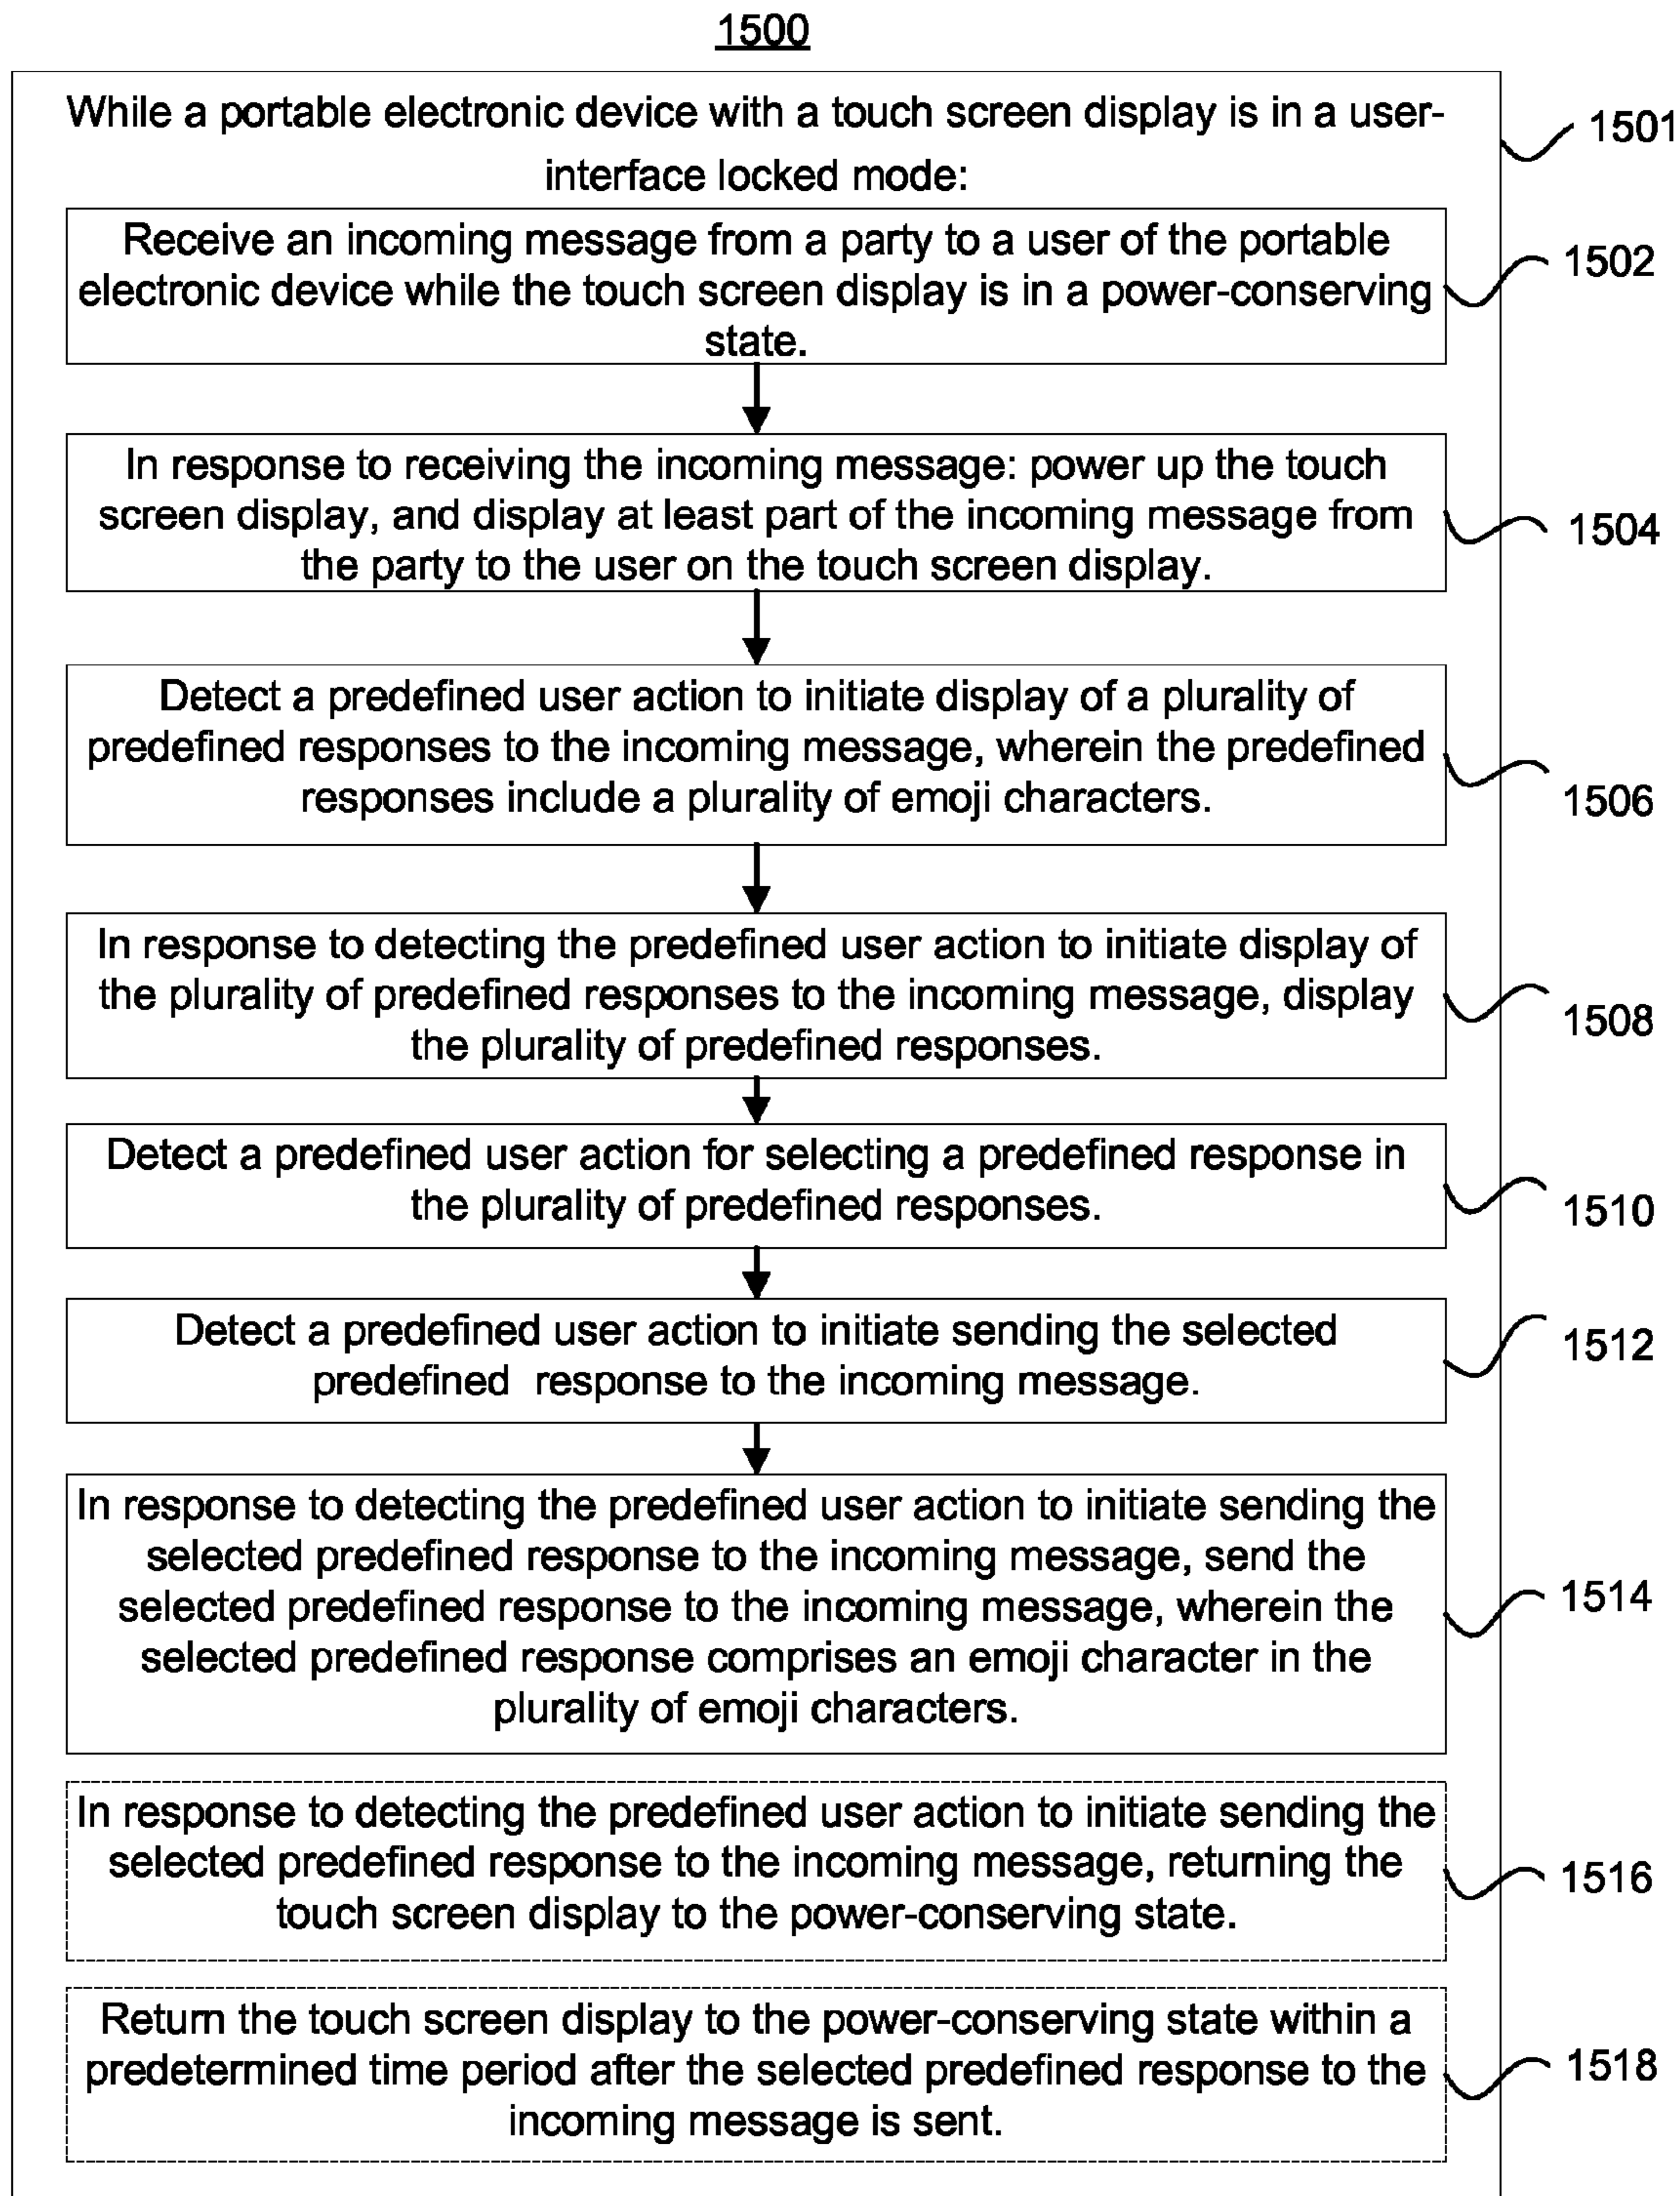 1500
While a portable electronic device with a touch screen display is in a user-
interface locked mode:
1501
Receive an incoming message from a party to a user of the portable
electronic device while the touch screen display is in a power-conserving
state.
1502
In response to receiving the incoming message: power up the touch
screen display, and display at least part of the incoming message from
the party to the user on the touch screen display.
1504
Detect a predefined user action to initiate display of a plurality of
predefined responses to the incoming message, wherein the predefined
responses include a plurality of emoji characters.
1506
In response to detecting the predefined user action to initiate display of
the plurality of predefined responses to the incoming message, display
the plurality of predefined responses.
1508
Detect a predefined user action for selecting a predefined response in
the plurality of predefined responses.
1510
Detect a predefined user action to initiate sending the selected
predefined  response to the incoming message.
1512
In response to detecting the predefined user action to initiate sending the
selected predefined response to the incoming message, send the
selected predefined response to the incoming message, wherein the
selected predefined response comprises an emoji character in the
plurality of emoji characters.
1514
In response to detecting the predefined user action to initiate sending the
selected predefined response to the incoming message, returning the
touch screen display to the power-conserving state.
1516
Return the touch screen display to the power-conserving state within a
predetermined time period after the selected predefined response to the
incoming message is sent.
1518